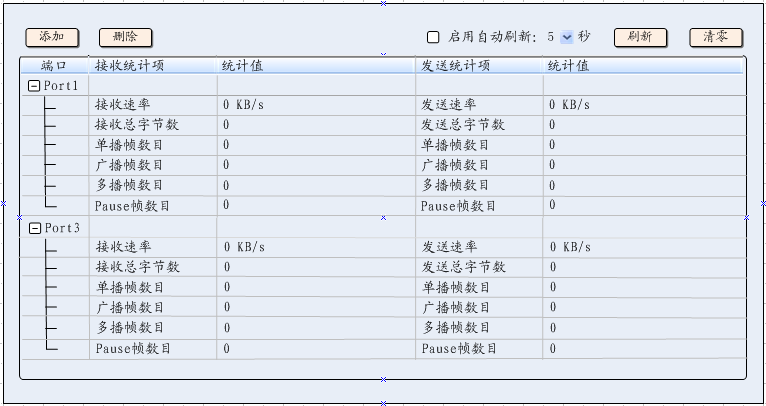 添加 删除 启用自动刷新: 5 秒 刷新 清零
端口 接收统计项 统计值 发送统计项 统计值
Port1
接收速率 0 KB/s 发送速率 0 KB/s
接收总字节数 0 发送总字节数 0
单播帧数目 0 单播帧数目 0
广播帧数目 0 广播帧数目 0
多播帧数目 0 多播帧数目 0
Pause帧数目 0 Pause帧数目 0
Port3
接收速率 0 KB/s 发送速率 0 KB/s
接收总字节数 0 发送总字节数 0
单播帧数目 0 单播帧数目 0
广播帧数目 0 广播帧数目 0
多播帧数目 0 多播帧数目 0
Pause帧数目 0 Pause帧数目 0